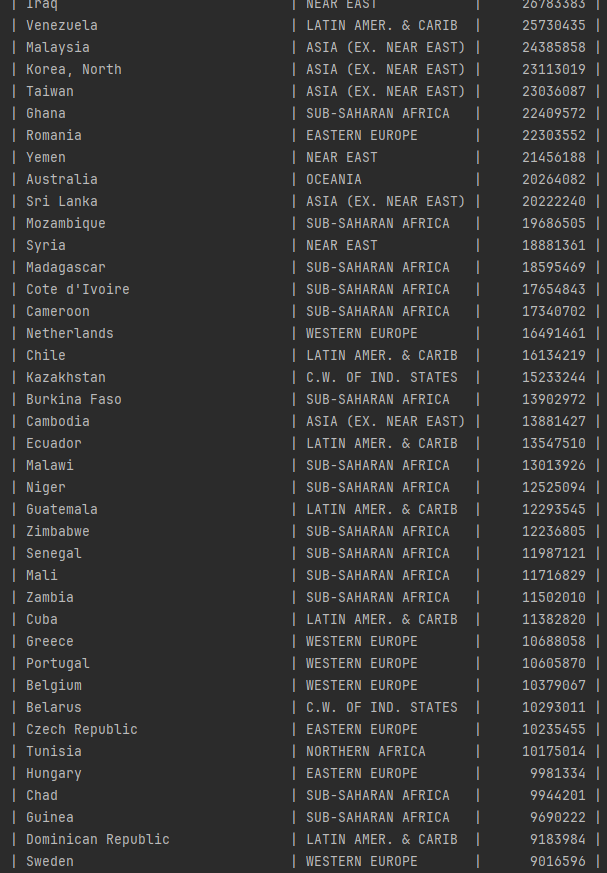 | Iraq | NEAR EAST | 26783383 |
| Venezuela | LATIN AMER. & CARIB | 25730435 |
| Malaysia | ASIA (EX. NEAR EAST) | 24385858 |
| Korea, North | ASIA (EX. NEAR EAST) | 23113019 |
| Taiwan | ASIA (EX. NEAR EAST) | 23036087 |
| Ghana | SUB-SAHARAN AFRICA | 22409572 |
| Romania | EASTERN EUROPE | 22303552 |
| Yemen | NEAR EAST | 21456188 |
| Australia | OCEANIA | 20264082 |
| Sri Lanka | ASIA (EX. NEAR EAST) | 20222240 |
| Mozambique | SUB-SAHARAN AFRICA | 19686505 |
| Syria | NEAR EAST | 18881361 |
| Madagascar | SUB-SAHARAN AFRICA | 18595469 |
| Cote d'Ivoire | SUB-SAHARAN AFRICA | 17654843 |
| Cameroon | SUB-SAHARAN AFRICA | 17340702 |
| Netherlands | WESTERN EUROPE | 16491461 |
| Chile | LATIN AMER. & CARIB | 16134219 |
| Kazakhstan | C.W. OF IND. STATES | 15233244 |
| Burkina Faso | SUB-SAHARAN AFRICA | 13902972 |
| Cambodia | ASIA (EX. NEAR EAST) | 13881427 |
| Ecuador | LATIN AMER. & CARIB | 13547510 |
| Malawi | SUB-SAHARAN AFRICA | 13013926 |
| Niger | SUB-SAHARAN AFRICA | 12525094 |
| Guatemala | LATIN AMER. & CARIB | 12293545 |
| Zimbabwe | SUB-SAHARAN AFRICA | 12236805 |
| Senegal | SUB-SAHARAN AFRICA | 11987121 |
| Mali | SUB-SAHARAN AFRICA | 11716829 |
| Zambia | SUB-SAHARAN AFRICA | 11502010 |
| Cuba | LATIN AMER. & CARIB | 11382820 |
| Greece | WESTERN EUROPE | 10688058 |
| Portugal | WESTERN EUROPE | 10605870 |
| Belgium | WESTERN EUROPE | 10379067 |
| Belarus | C.W. OF IND. STATES | 10293011 |
| Czech Republic | EASTERN EUROPE | 10235455 |
| Tunisia | NORTHERN AFRICA | 10175014 |
| Hungary | EASTERN EUROPE | 9981334 |
| Chad | SUB-SAHARAN AFRICA | 9944201 |
| Guinea | SUB-SAHARAN AFRICA | 9690222 |
| Dominican Republic | LATIN AMER. & CARIB | 9183984 |
| Sweden | WESTERN EUROPE | 9016596 |